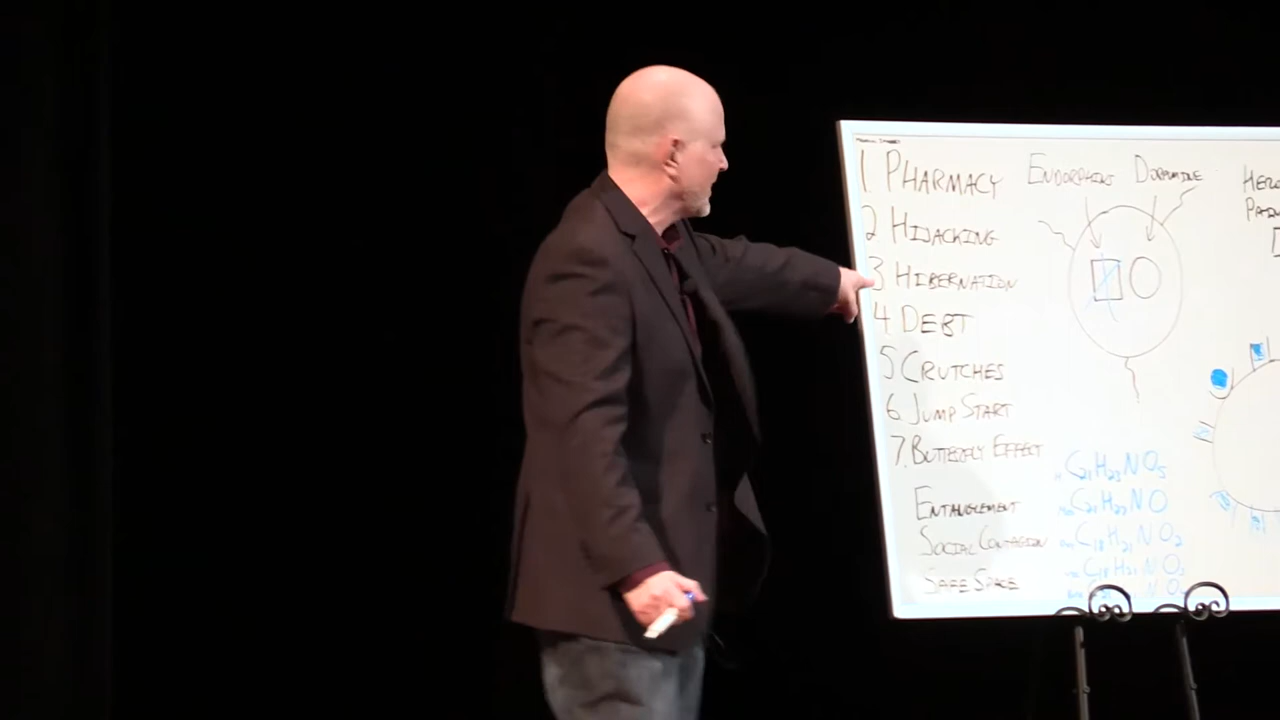 1 PHARMACY
2 HIJACKING
3 HIBERNATION
4 DEBT
5 CRUTCHES
6 JUMP START
7. BUTTERFLY EFFECT
ENTANGLEMENT
SOCIAL CONTAGION
SAFE SPACE
ENDORPHINS DOPAMINE
C21H23NO5
C21H27NO
C18H21NO3
NO